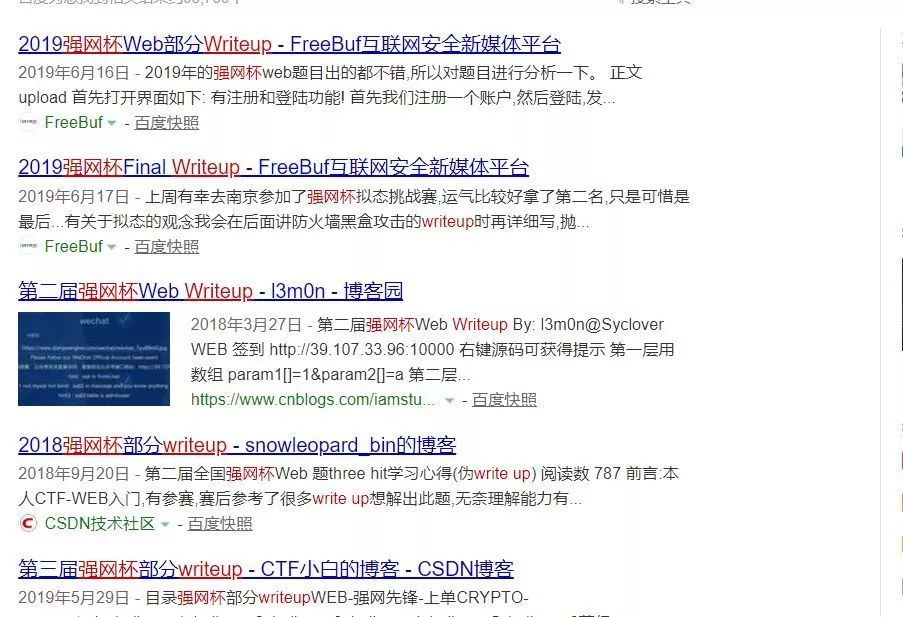 2019强网杯Web部分Writeup - FreeBuf互联网安全新媒体平台
2019年6月16日 - 2019年的强网杯web题目出的都不错,所以对题目进行分析一下。 正文
upload 首先打开界面如下: 有注册和登陆功能! 首先我们注册一个账户,然后登陆,发...
FreeBuf - 百度快照
2019强网杯Final Writeup - FreeBuf互联网安全新媒体平台
2019年6月17日 - 上周有幸去南京参加了强网杯拟态挑战赛,运气比较好拿了第二名,只是可惜是
最后...有关于拟态的观念我会在后面讲防火墙黑盒攻击的writeup时再详细写,抛...
FreeBuf - 百度快照
第二届强网杯Web Writeup - l3m0n - 博客园
wechat
2018年3月27日 - 第二届强网杯Web Writeup By: l3m0n@Syclover
WEB 签到 http://39.107.33.96:10000 右键源码可获得提示 第一层用
数组 param1[]=1&param2[]=a 第二层...
https://www.cnblogs.com/iamstu... - 百度快照
2018强网杯部分writeup - snowleopard_bin的博客
2018年9月20日 - 第二届全国强网杯Web 题three hit学习心得(伪write up) 阅读数 787 前言:本
人CTF-WEB入门,有参赛,赛后参考了很多write up想解出此题,无奈理解能力有...
CSDN技术社区 - 百度快照
第三届强网杯部分writeup - CTF小白的博客 - CSDN博客
2019年5月29日 - 目录强网杯部分writeupWEB-强网先锋-上单CRYPTO-